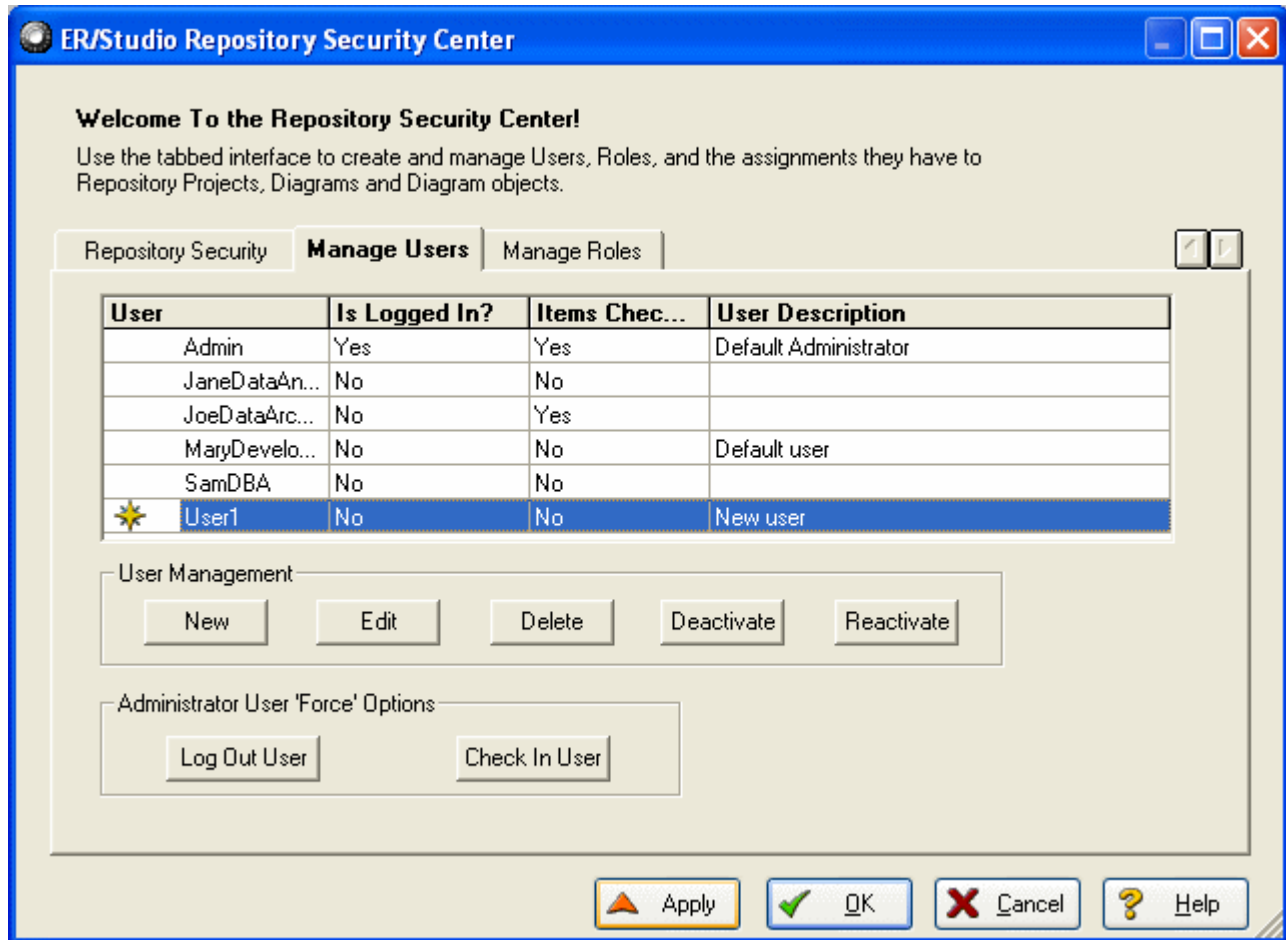 ER/Studio Repository Security Center
Welcome To the Repository Security Center!
Use the tabbed interface to create and manage Users, Roles, and the assignments they have to
Repository Projects, Diagrams and Diagram objects.
Repository Security Manage Users Manage Roles
User Is Logged In? Items Chec... User Description
Admin Yes Yes Default Administrator
JaneDataAn... No No
JoeDataArc... No Yes
MaryDevelo... No No Default user
SamDBA No No
User1 No No New user
User Management
New Edit Delete Deactivate Reactivate
Administrator User 'Force' Options
Log Out User Check In User
Apply OK Cancel Help